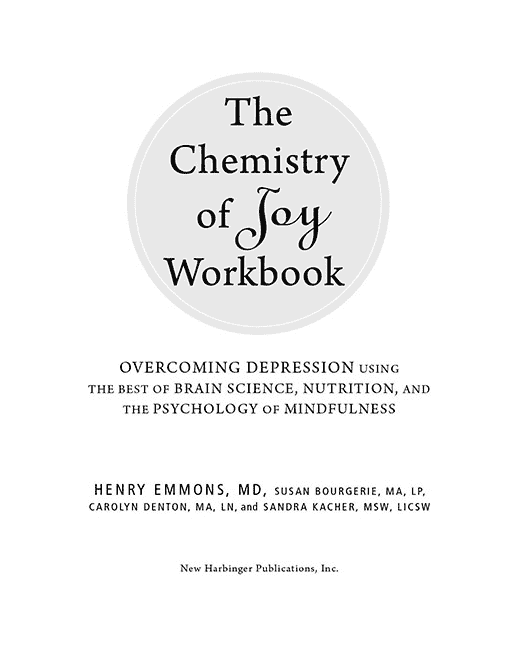 The
Chemistry
of Joy
Workbook
OVERCOMING DEPRESSION USING
THE BEST OF BRAIN SCIENCE, NUTRITION, AND
THE PSYCHOLOGY OF MINDFULNESS
HENRY EMMONS, MD, SUSAN BOURGERIE, MA, LP,
CAROLYN DENTON, MA, LN, and SANDRA KACHER, MSW, LICSW
New Harbinger Publications, Inc.